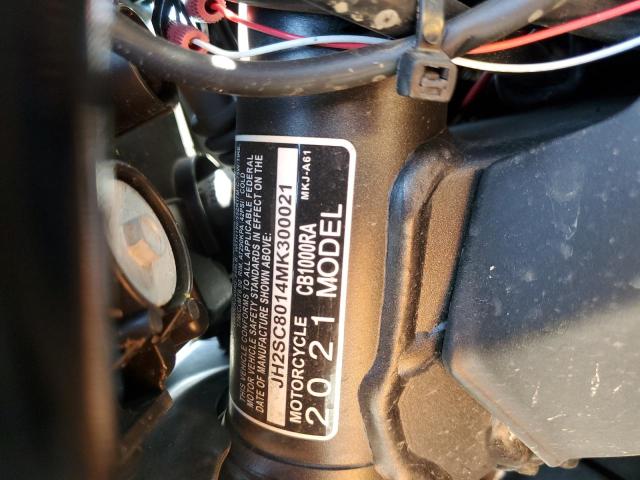 THIS VEHICLE CONFORMS TO ALL APPLICABLE FEDERAL
MOTOR VEHICLE SAFETY STANDARDS IN EFFECT ON THE
DATE OF MANUFACTURE SHOWN ABOVE:
JH2SC8014MK300021
MKJ-A61
MOTORCYCLE CB1000RA
2021 MODEL